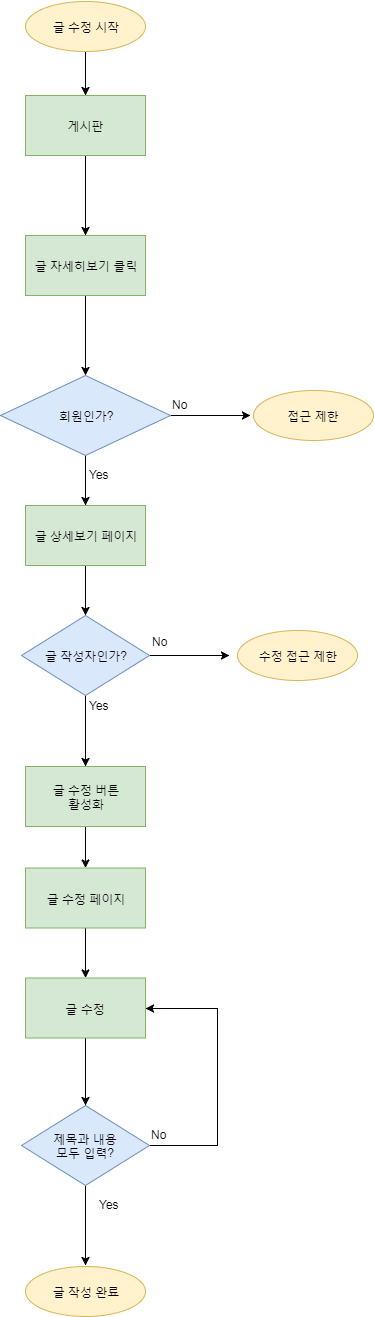 글 수정 시작
게시판
글 자세히보기 클릭
회원인가?
No
접근 제한
Yes
글 상세보기 페이지
글 작성자인가?
No
수정 접근 제한
Yes
글 수정 버튼
활성화
글 수정 페이지
글 수정
제목과 내용
모두 입력?
No
Yes
글 작성 완료